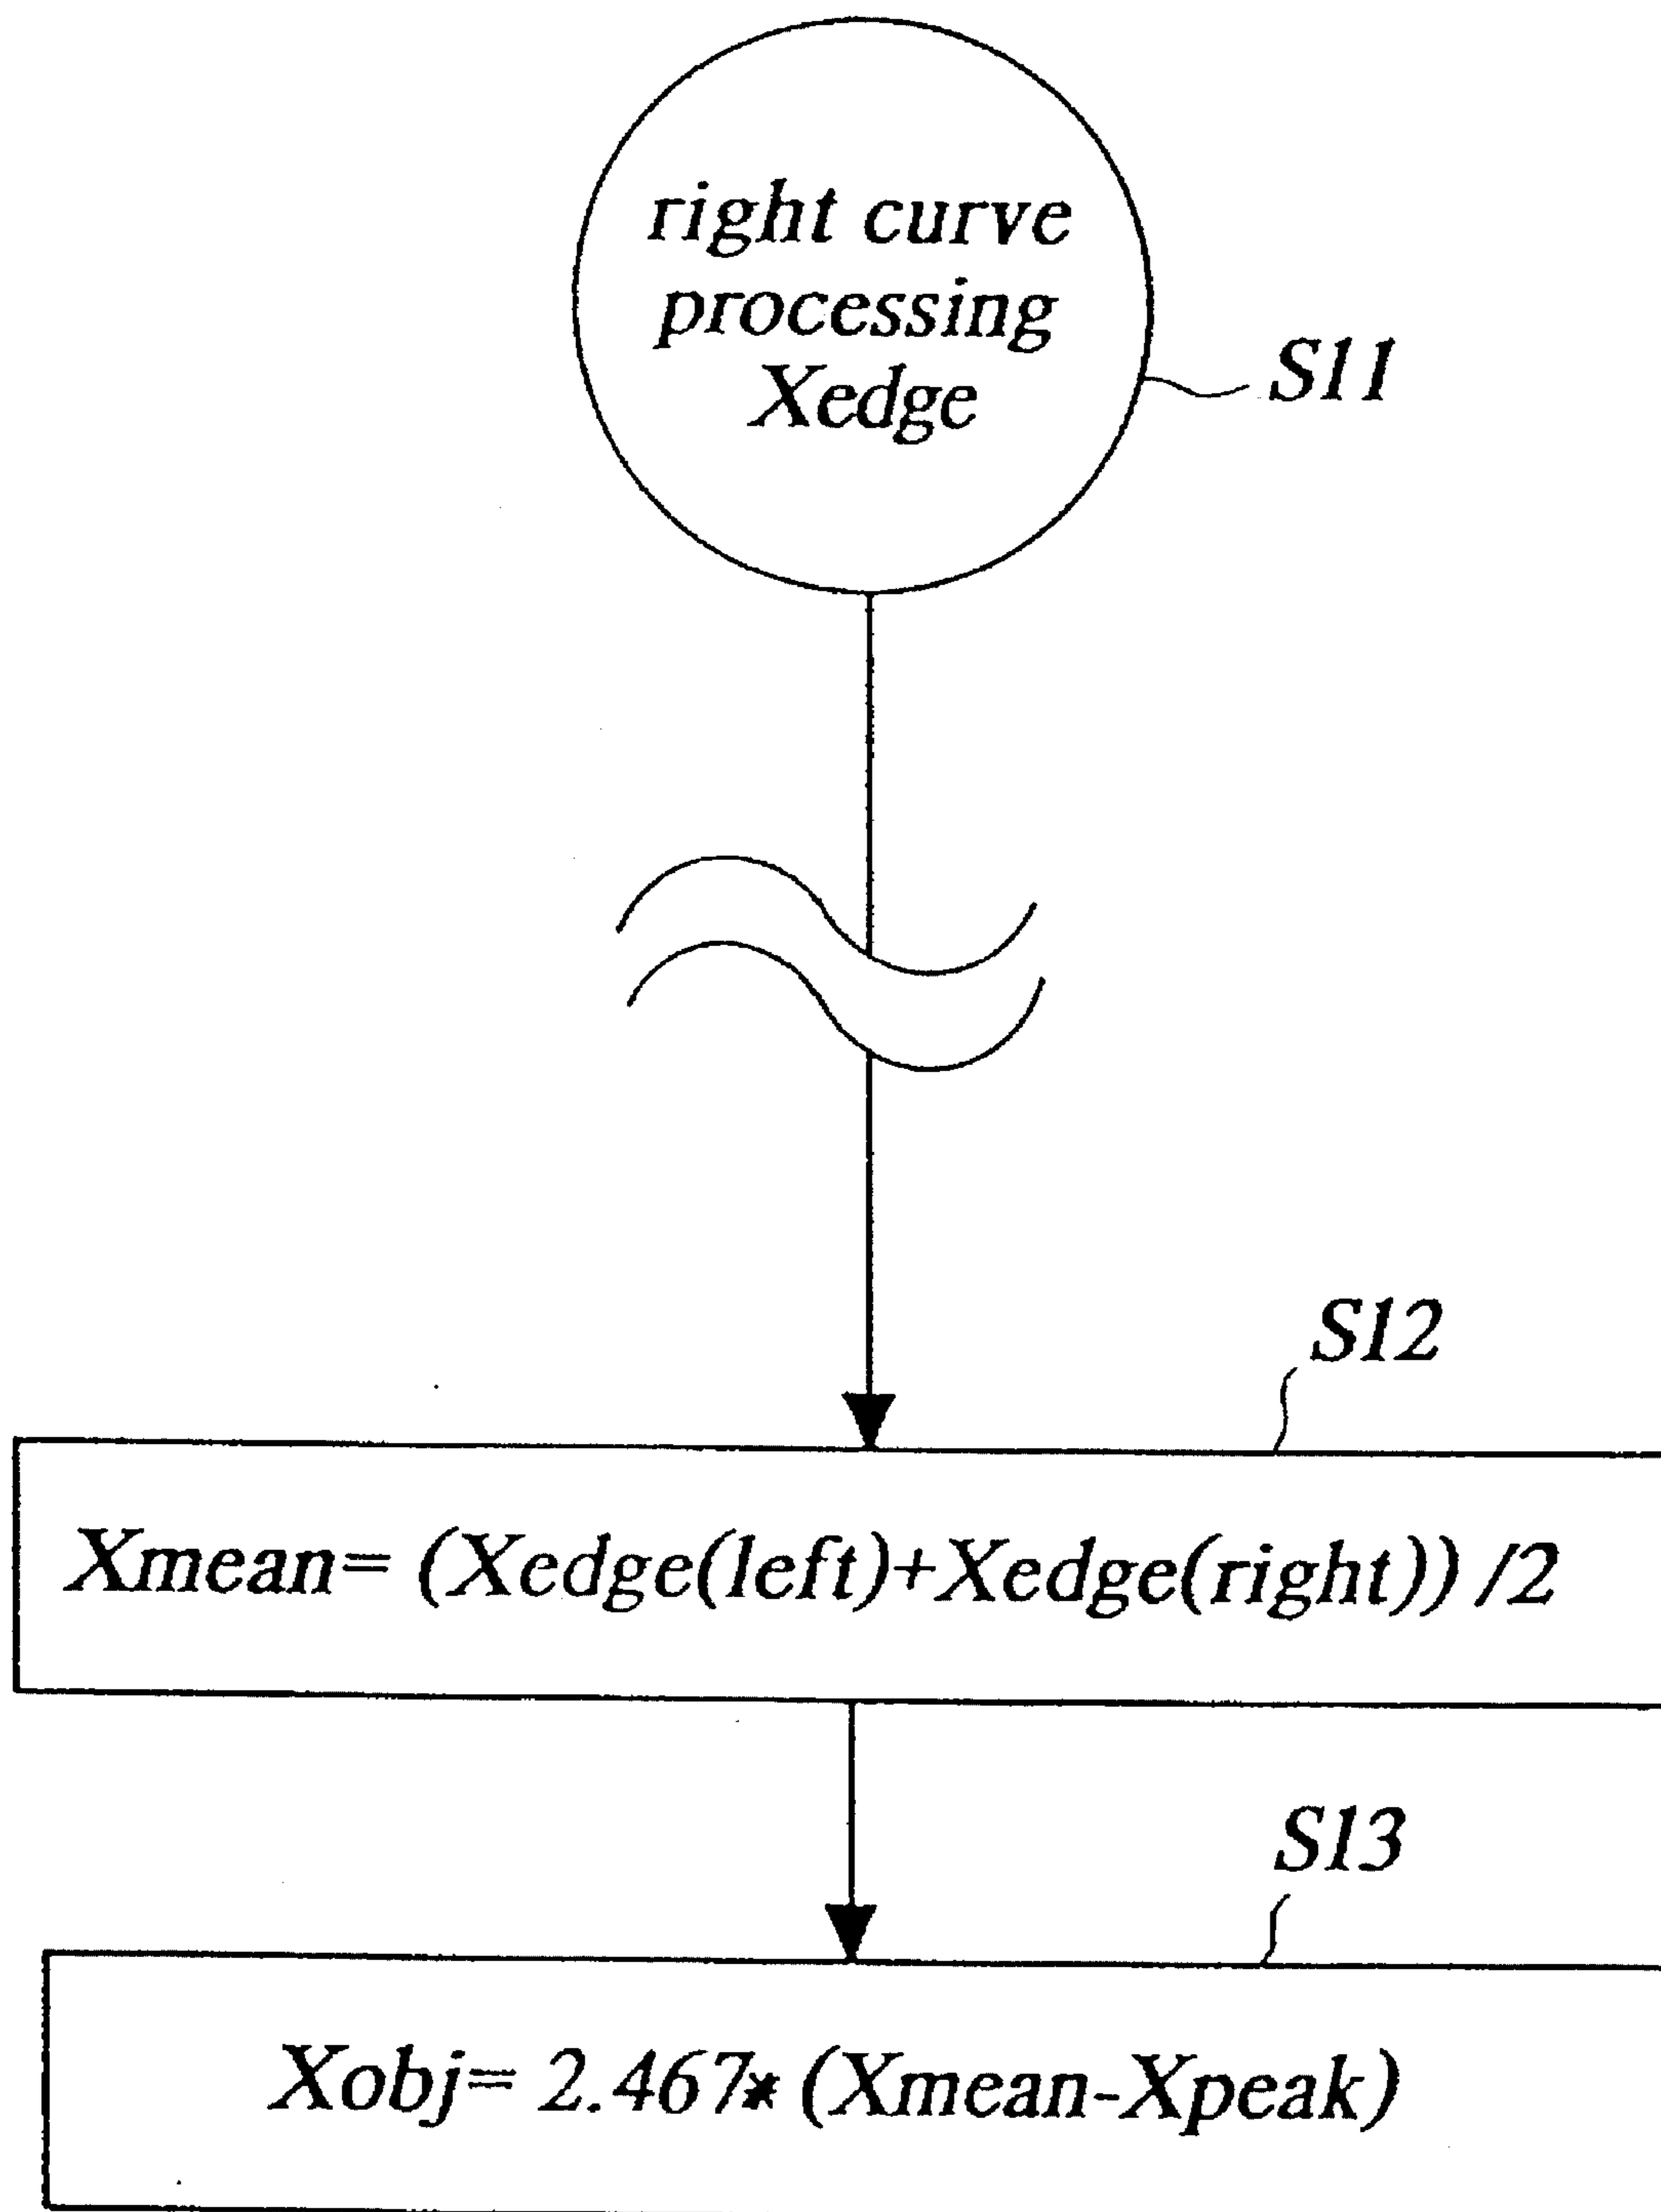 right curve
processing
Xedge
S11
S12
Xmean= (Xedge(left)+Xedge(right)) /2
S13
Xobj= 2.467* (Xmean-Xpeak)